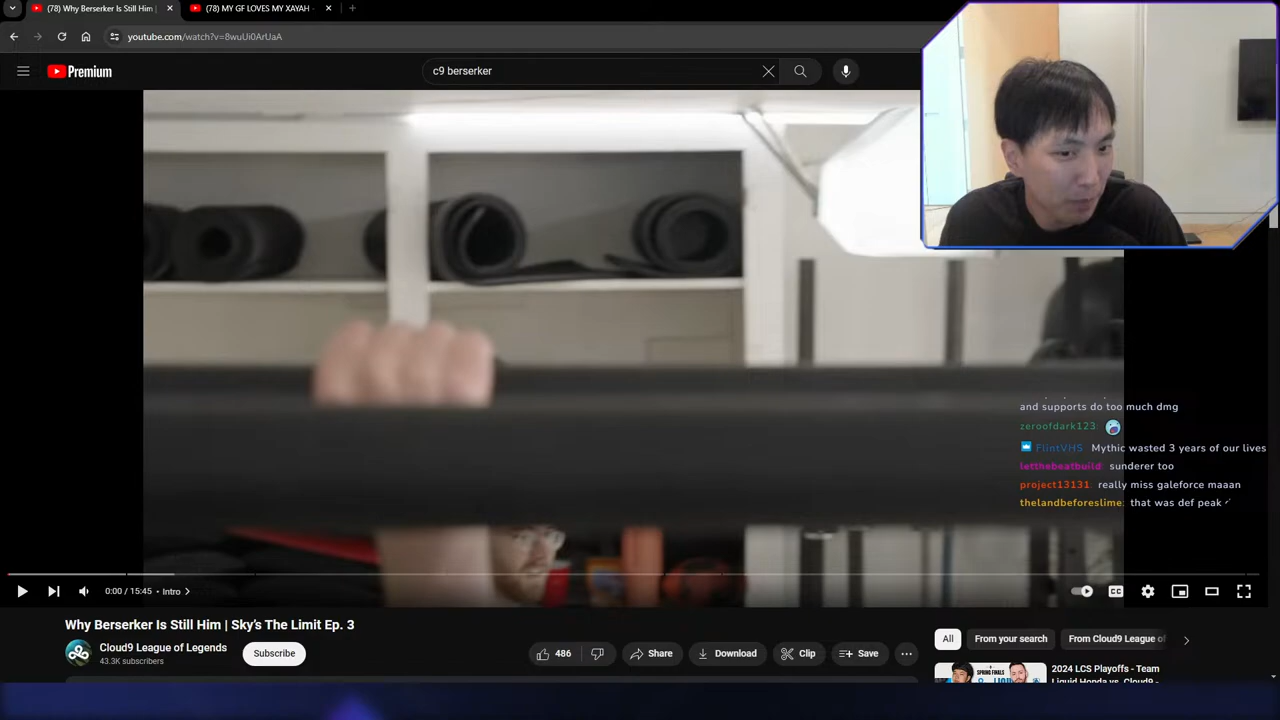 (78) Why Berserker Is Still Him |
(78) MY GF LOVES MY XAYAH -
youtube.com/watch?v=8wuUi0ArUaA
Premium
c9 berserker
and supports do too much dmg
zeroofdark123
FlintVHS Mythic wasted 3 years of our lives
letthebeatbuild sunderer too
project13131 really miss galeforce maaan
thelandbeforeslime: that was def peak
0:00 / 15:45 • Intro
CC
Why Berserker Is Still Him | Sky's The Limit Ep. 3
Cloud9 League of Legends
43.3K subscribers
Subscribe
486
Share
Download
Clip
Save
All
From your search
From Cloud9 League of
SPRING FINALS
2024 LCS Playoffs - Team
Liquid Honda vs. Cloud9 -